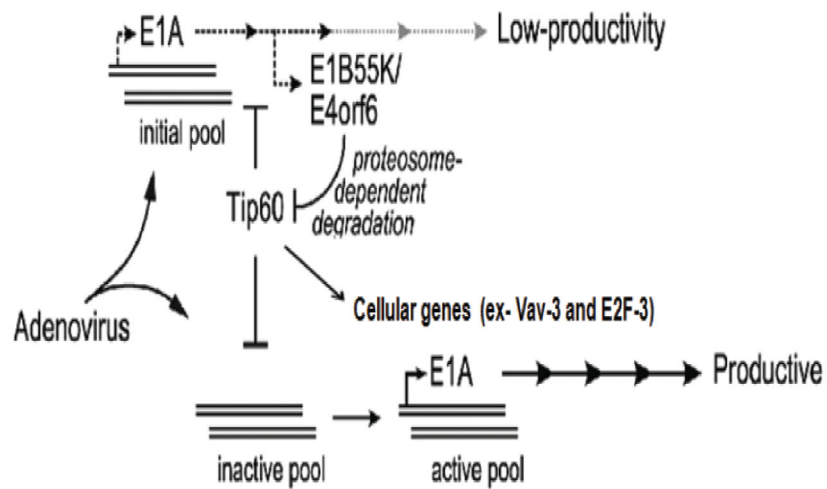 E1A
Low-productivity
E1B55K/
E4orf6
initial pool
proteosome-
dependent
degradation
Tip60
Adenovirus
Cellular genes (ex- Vav-3 and E2F-3)
E1A
Productive
inactive pool
active pool